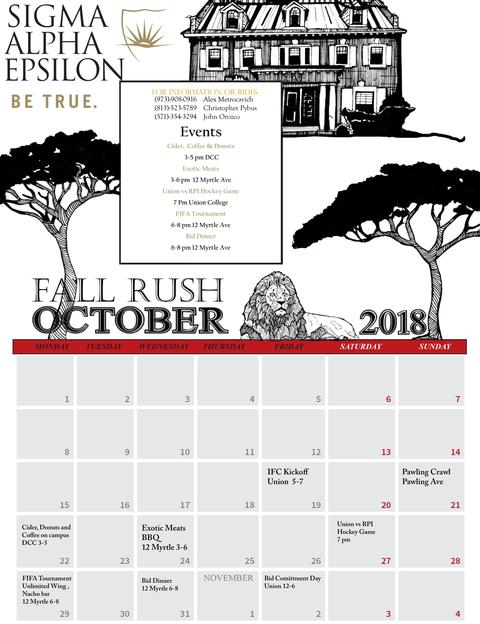 SIGMA
ALPHA
EPSILON
BE TRUE.
FOR INFORMATION OR RIDES
(973)-908-0916 Alex Metrocavich
(813)-523-5789 Christopher Pybus
(571)-354-3294 John Orozco
Events
Cider, Coffee & Donuts
3-5 pm DCC
Exotic Meats
3-6 pm 12 Myrtle Ave
Union vs RPI Hockey Game
7 Pm Union College
FIFA Tournament
6-8 pm 12 Myrtle Ave
Bid Dinner
6-8 pm 12 Myrtle Ave
FALL RUSH
OCTOBER 2018
MONDAY TUESDAY WEDNESDAY THURSDAY FRIDAY SATURDAY SUNDAY
1 2 3 4 5 6 7
8 9 10 11 12 13 14
IFC Kickoff
Union 5-7
Pawling Crawl
Pawling Ave
15 16 17 18 19 20 21
Cider, Donuts and
Coffee on campus
DCC 3-5
Exotic Meats
BBQ
12 Myrtle 3-6
Union vs RPI
Hockey Game
7 pm
22 23 24 25 26 27 28
FIFA Tournament
Unlimited Wing ,
Nacho bar
12 Myrtle 6-8
Bid Dinner
12 Myrtle 6-8
NOVEMBER
Bid Comittment Day
Union 12-6
29 30 31 1 2 3 4